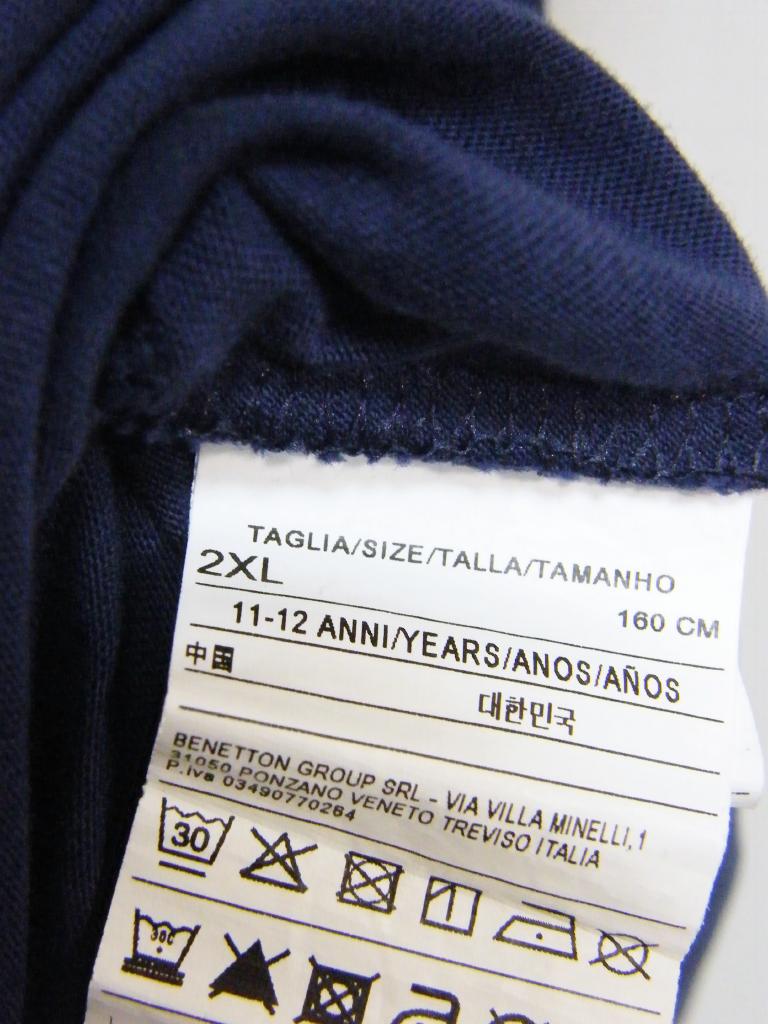 TAGLIA/SIZE/TALLA/TAMANHO
2XL
160 CM
11-12 ANNI/YEARS/ANOS/AÑOS
中国
대한민국
BENETTON GROUP SRL - VIA VILLA MINELLI,1
31050 PONZANO VENETO TREVISO ITALIA
P.iva 03490770264
30
30C